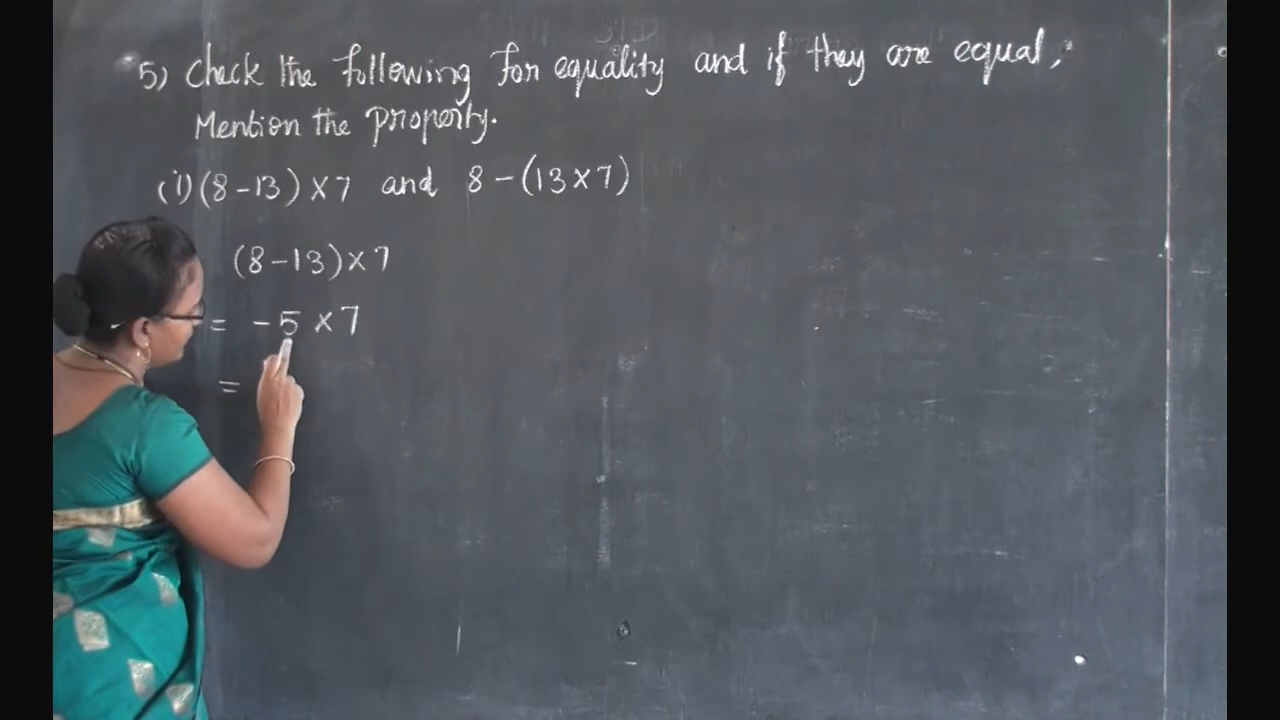 5) Check the following for equality and if they are equal,
Mention the property.
(i) (8-13) × 7 and 8 - (13 × 7)
(8-13) × 7
= -5 × 7
=